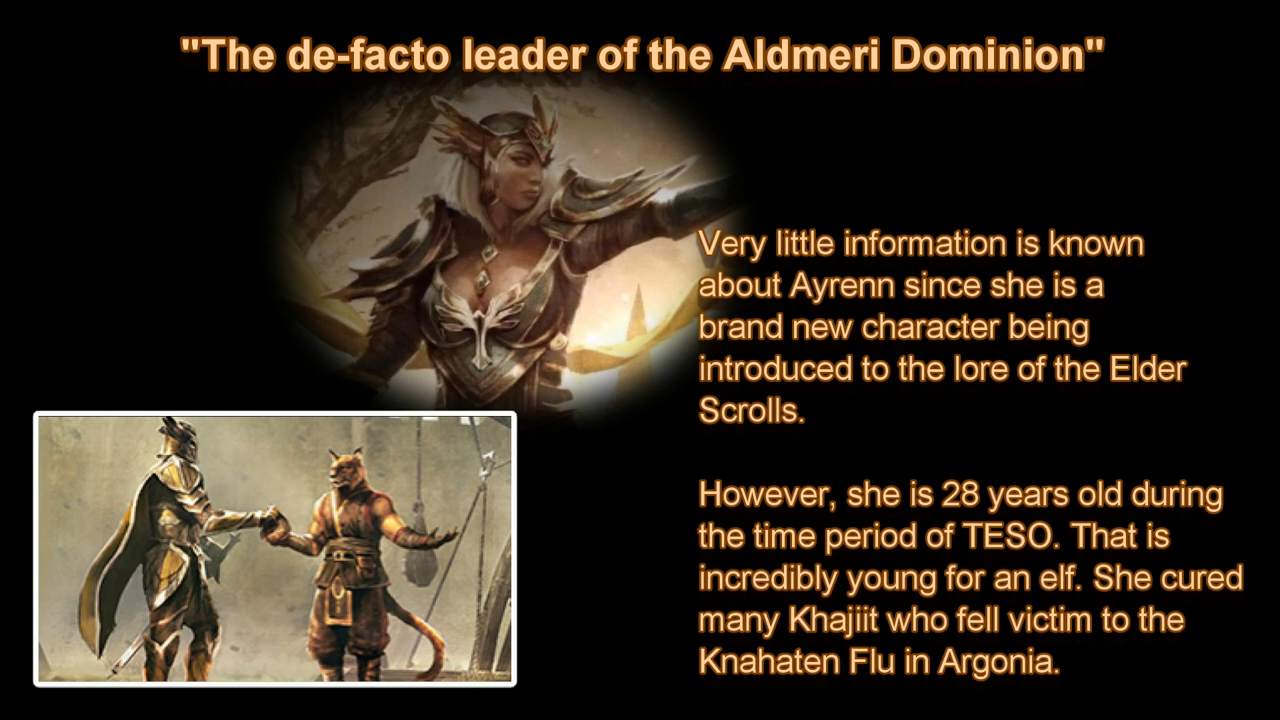 "The de-facto leader of the Aldmeri Dominion"
Very little information is known
about Ayrenn since she is a
brand new character being
introduced to the lore of the Elder
Scrolls.
However, she is 28 years old during
the time period of TESO. That is
incredibly young for an elf. She cured
many Khajiit who fell victim to the
Knahaten Flu in Argonia.